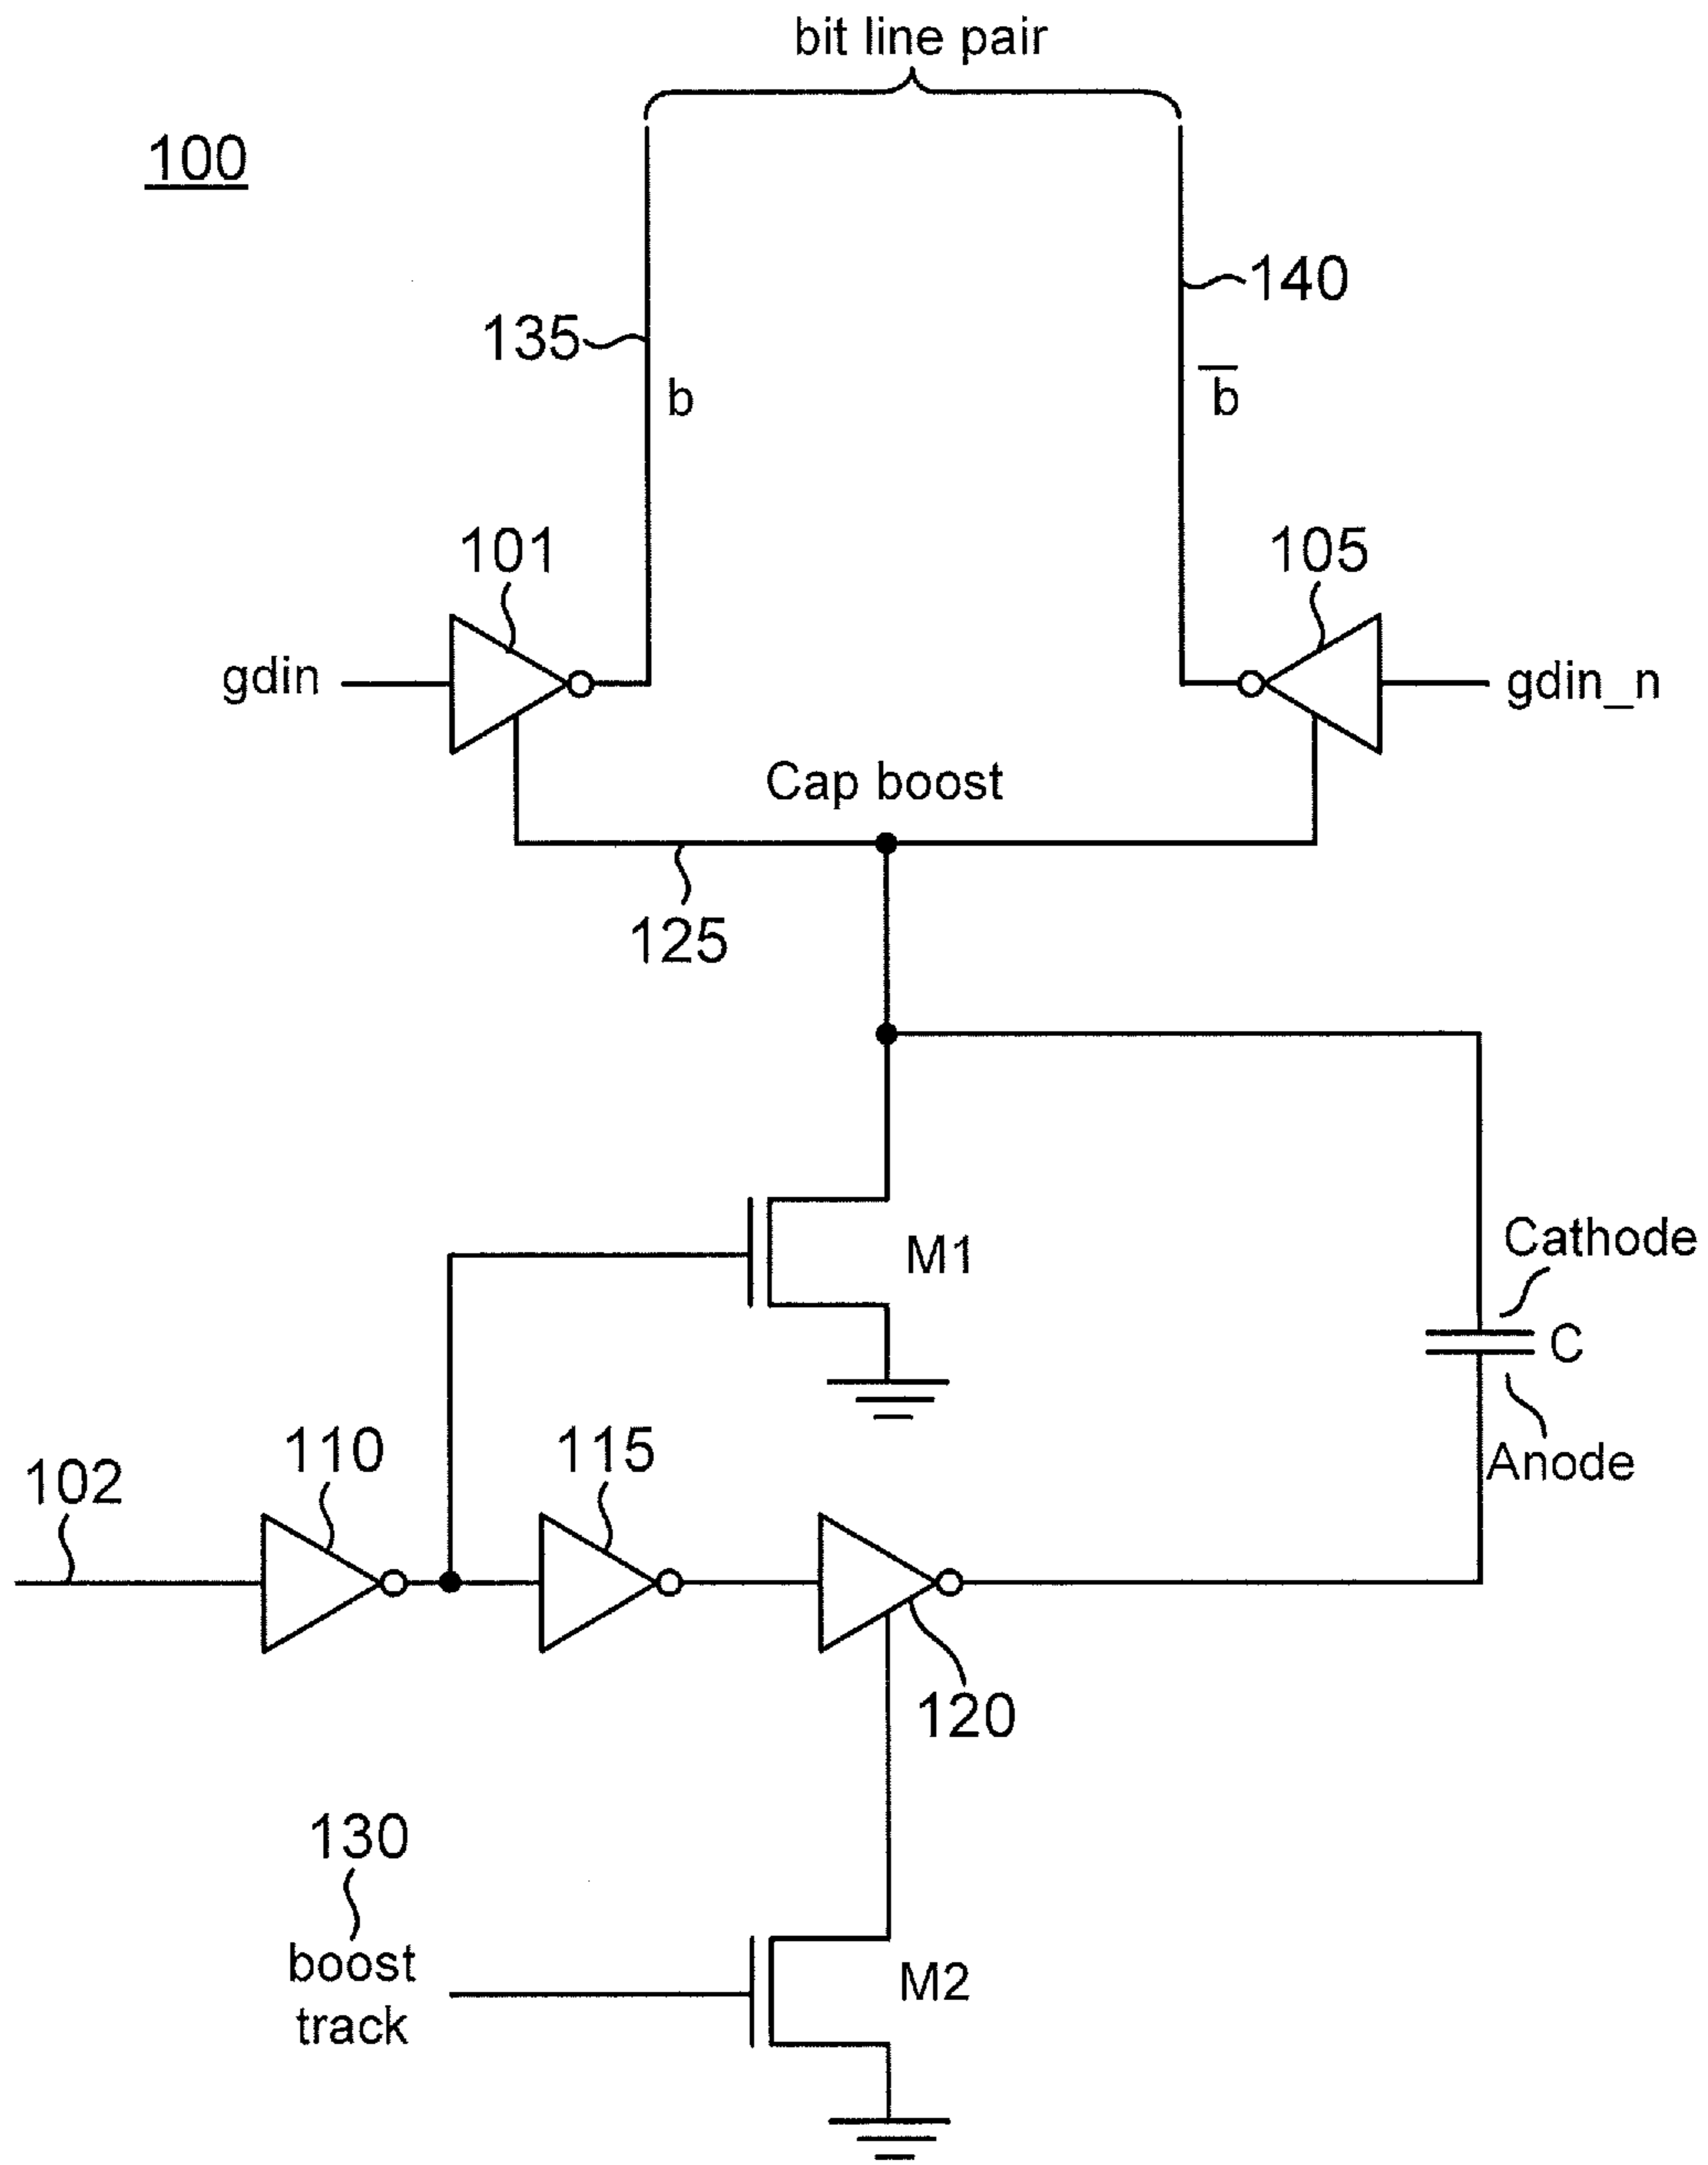 bit line pair
100
140
135
b
b̅
101
105
gdin
gdin_n
Cap boost
125
Cathode
M1
C
110
115
Anode
102
120
130
boost
track
M2